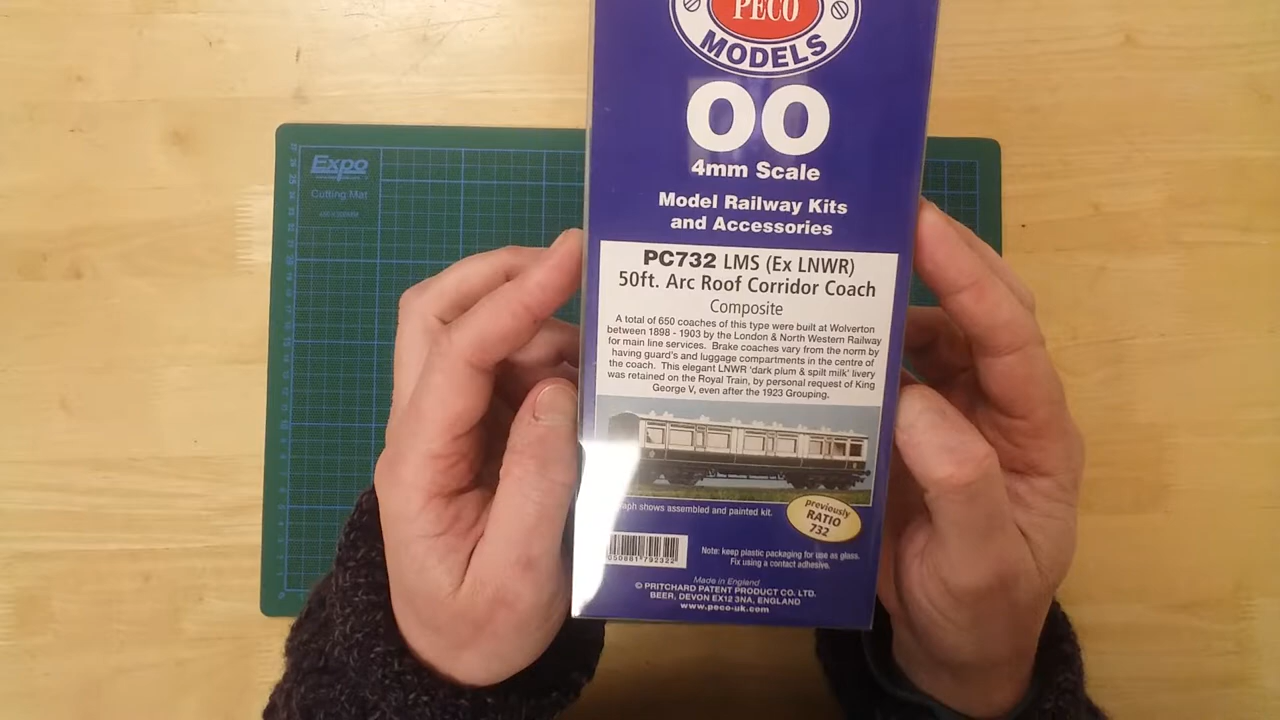 PECO
MODELS
OO
4mm Scale
Model Railway Kits
and Accessories
PC732 LMS (Ex LNWR)
50ft. Arc Roof Corridor Coach
Composite
A total of 650 coaches of this type were built at Wolverton
between 1898 - 1903 by the London & North Western Railway
for main line services. Brake coaches vary from the norm by
having guard's and luggage compartments in the centre of
the coach. This elegant LNWR 'dark plum & spilt milk' livery
was retained on the Royal Train, by personal request of King
George V, even after the 1923 Grouping.
shows assembled and painted kit.
previously
RATIO
732
Note: keep plastic packaging for use as glass.
Fix using a contact adhesive.
Made in England
© PRITCHARD PATENT PRODUCT CO. LTD.
BEER, DEVON EX12 3NA, ENGLAND
www.peco-uk.com
Expo
Cutting Mat